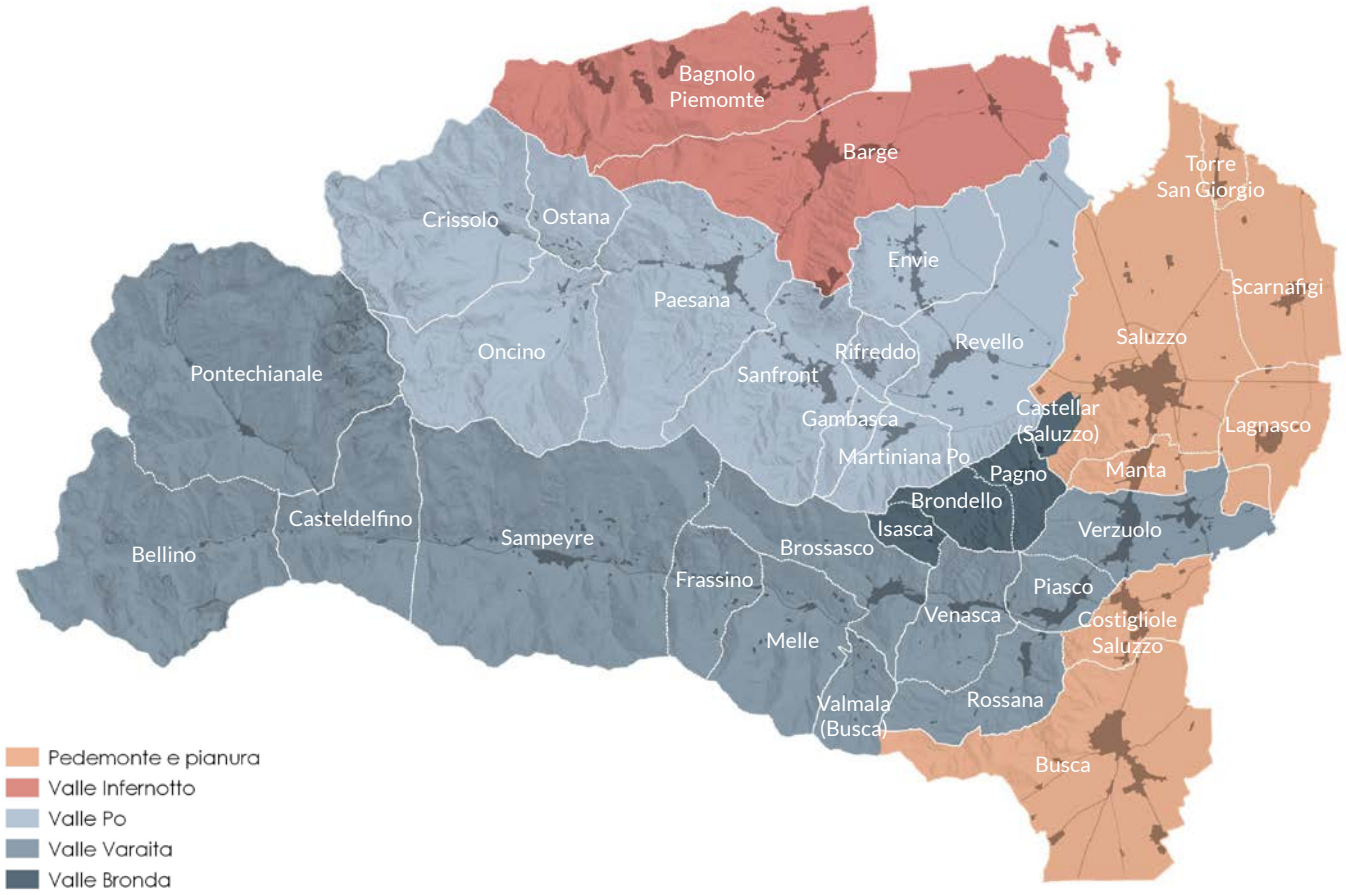 Bagnolo
Piemomte
Barge
Torre
San Giorgio
Crissolo
Ostana
Envie
Scarnafigi
Paesana
Saluzzo
Oncino
Rifreddo
Revello
Sanfront
Pontechianale
Gambasca
Castellar
(Saluzzo)
Lagnasco
Martiniana Po
Pagno
Manta
Brondello
Casteldelfino
Isasca
Verzuolo
Sampeyre
Brossasco
Bellino
Frassino
Piasco
Venasca
Costigliole
Saluzzo
Melle
Valmala
(Busca)
Rossana
Busca
Pedemonte e pianura
Valle Infernotto
Valle Po
Valle Varaita
Valle Bronda